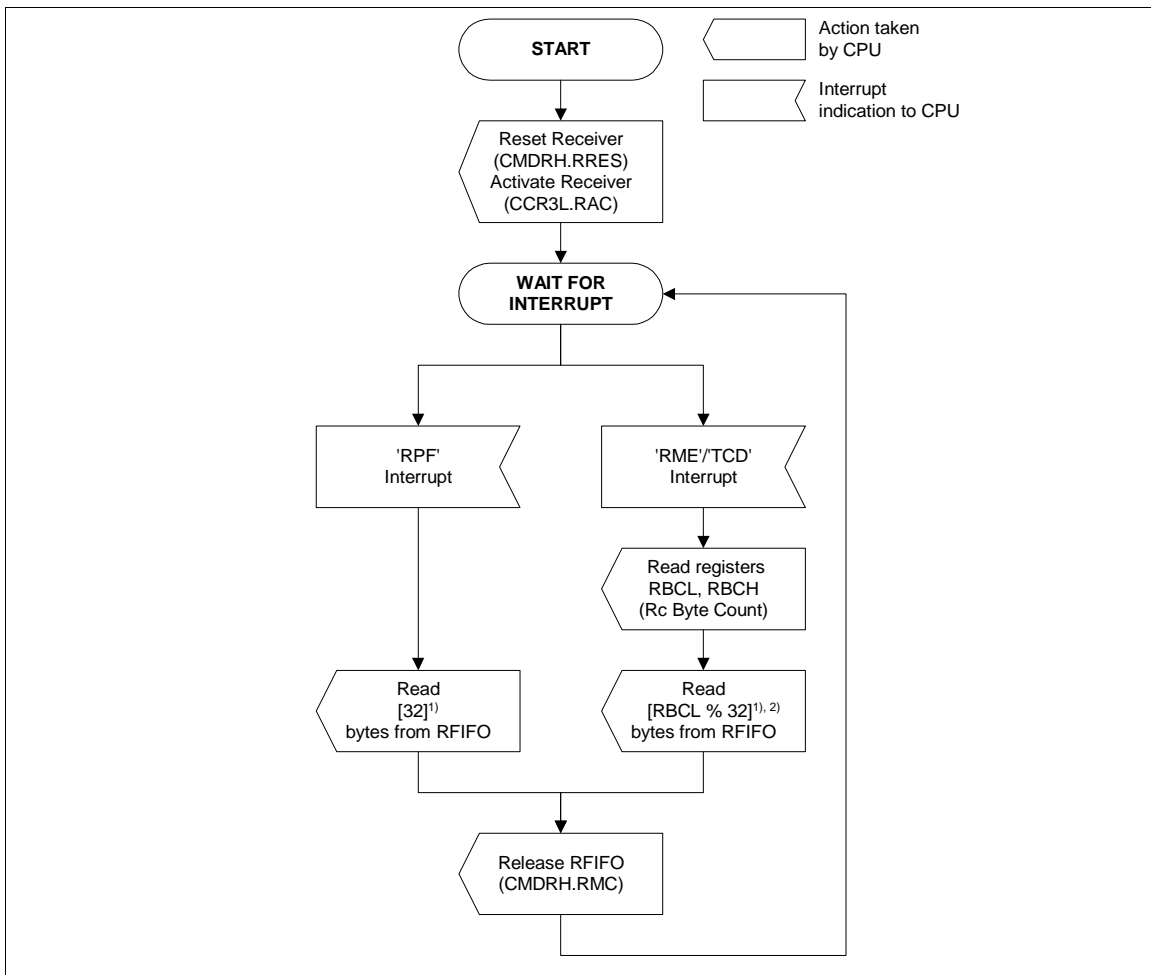 START
Action taken
by CPU
Interrupt
indication to CPU
Reset Receiver
(CMDRH.RRES)
Activate Receiver
(CCR3L.RAC)
WAIT FOR
INTERRUPT
'RPF'
Interrupt
'RME'/'TCD'
Interrupt
Read registers
RBCL, RBCH
(Rc Byte Count)
Read
[32]1)
bytes from RFIFO
Read
[RBCL % 32]1), 2)
bytes from RFIFO
Release RFIFO
(CMDRH.RMC)